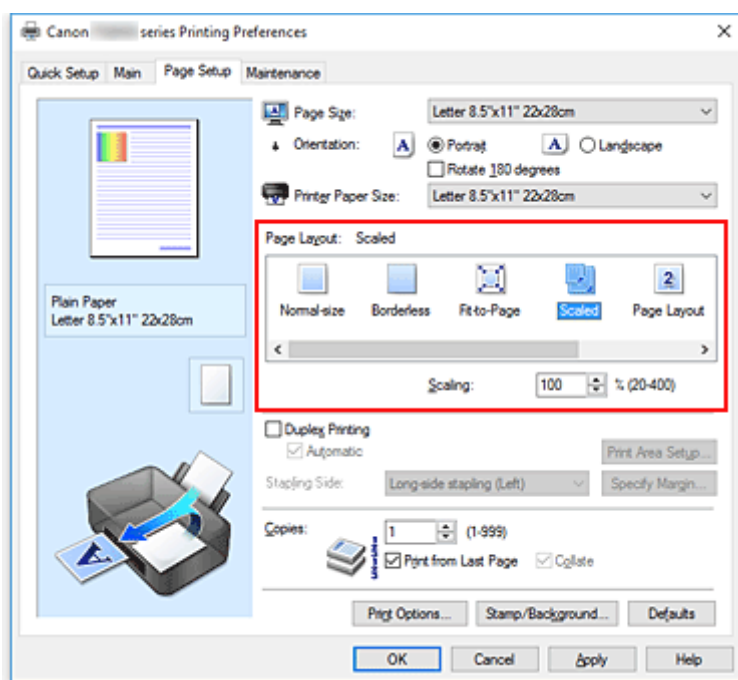 Canon series Printing Preferences
Quick Setup Main Page Setup Maintenance
Page Size: Letter 8.5"x11" 22x28cm
Orientation: A Portrait A Landscape
Rotate 180 degrees
Printer Paper Size: Letter 8.5"x11" 22x28cm
Page Layout: Scaled
Normal-size Borderless Fit-to-Page Scaled 2 Page Layout
Scaling: 100 % (20-400)
Plain Paper
Letter 8.5"x11" 22x28cm
Duplex Printing
Automatic Print Area Setup...
Stapling Side: Long-side stapling (Left) Specify Margin...
Copies: 1 (1-999)
Print from Last Page Collate
A
Print Options... Stamp/Background... Defaults
OK Cancel Apply Help